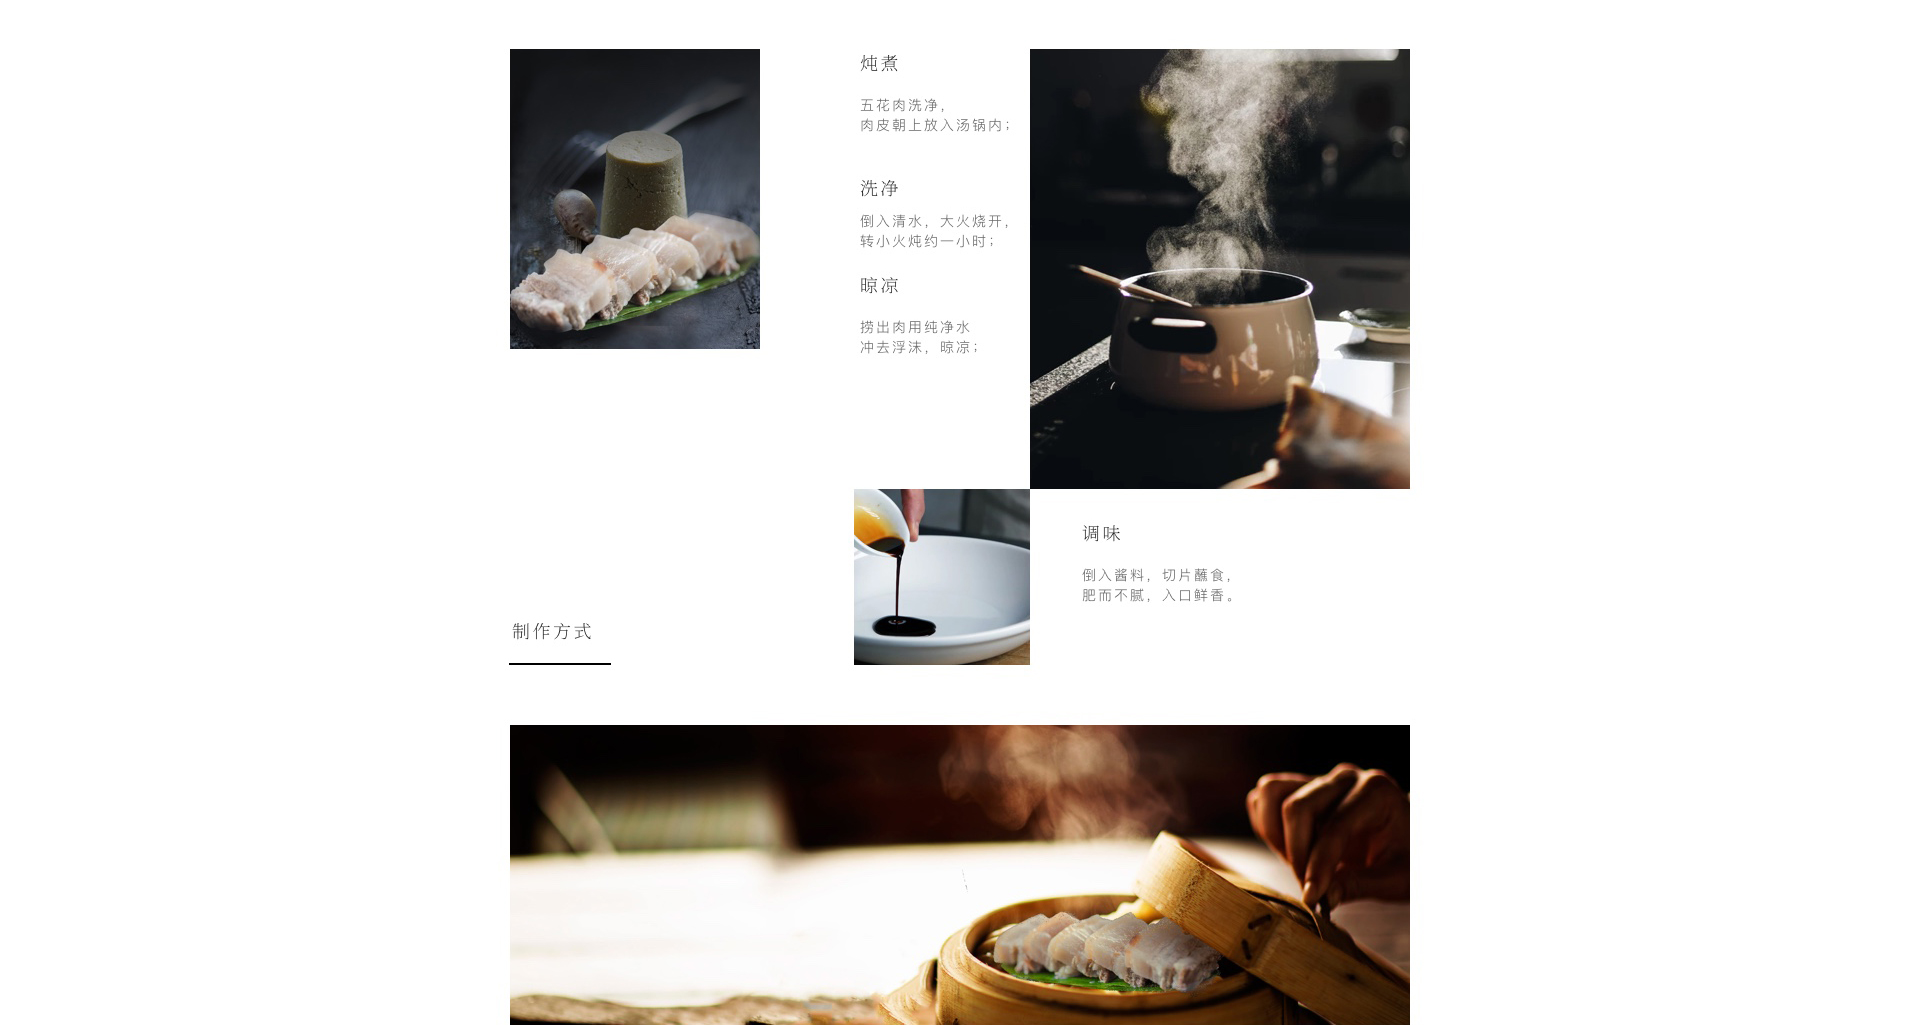 炖煮
五花肉洗净，
肉皮朝上放入汤锅内；
洗净
倒入清水，大火烧开，
转小火炖约一小时；
晾凉
捞出肉用纯净水
冲去浮沫，晾凉；
调味
倒入酱料，切片蘸食，
肥而不腻，入口鲜香。
制作方式